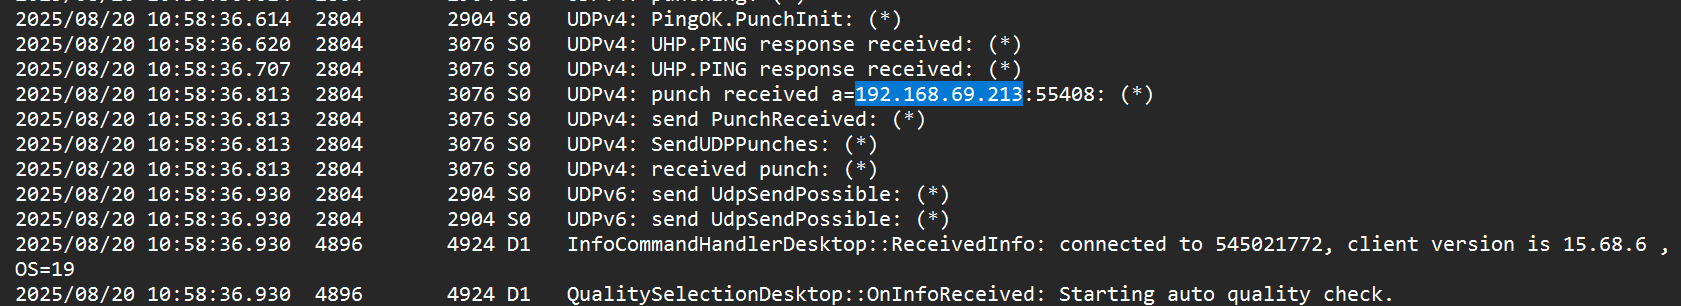 2025/08/20 10:58:36.614  2804       2904 S0   UDPv4: PingOK.PunchInit: (*)
2025/08/20 10:58:36.620  2804       3076 S0   UDPv4: UHP.PING response received: (*)
2025/08/20 10:58:36.707  2804       3076 S0   UDPv4: UHP.PING response received: (*)
2025/08/20 10:58:36.813  2804       3076 S0   UDPv4: punch received a=192.168.69.213:55408: (*)
2025/08/20 10:58:36.813  2804       3076 S0   UDPv4: send PunchReceived: (*)
2025/08/20 10:58:36.813  2804       3076 S0   UDPv4: SendUDPPunches: (*)
2025/08/20 10:58:36.813  2804       3076 S0   UDPv4: received punch: (*)
2025/08/20 10:58:36.930  2804       2904 S0   UDPv6: send UdpSendPossible: (*)
2025/08/20 10:58:36.930  2804       2904 S0   UDPv6: send UdpSendPossible: (*)
2025/08/20 10:58:36.930  4896       4924 D1   InfoCommandHandlerDesktop::ReceivedInfo: connected to 545021772, client version is 15.68.6 ,
OS=19
2025/08/20 10:58:36.930  4896       4924 D1   QualitySelectionDesktop::OnInfoReceived: Starting auto quality check.